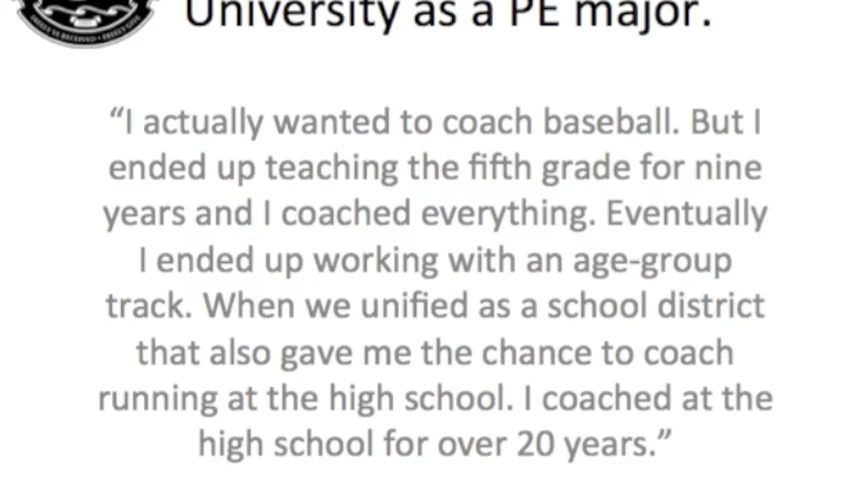 University as a PE major.
“I actually wanted to coach baseball. But I
ended up teaching the fifth grade for nine
years and I coached everything. Eventually
I ended up working with an age-group
track. When we unified as a school district
that also gave me the chance to coach
running at the high school. I coached at the
high school for over 20 years.”